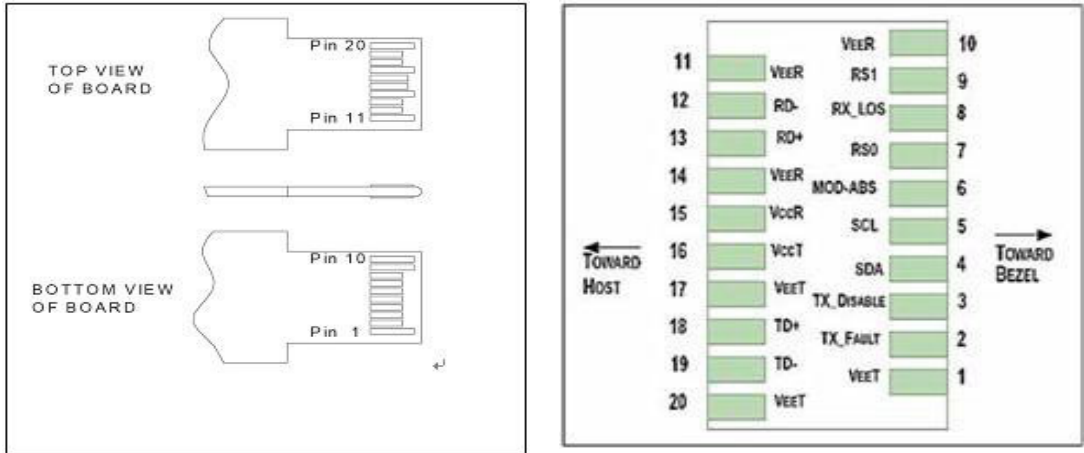 Pin 20
TOP VIEW
OF BOARD
Pin 11
Pin 10
BOTTOM VIEW
OF BOARD
Pin 1
VEER 10
11 VEER
RS1 9
12 RD-
RX_LOS 8
13 RD+
RS0 7
14 VEER
MOD-ABS 6
15 VCCR
SCL 5
16 VCCT
SDA 4
17 VEET
TX_DISABLE 3
18 TD+
TX_FAULT 2
19 TD-
VEET 1
20 VEET
TOWARD
HOST
TOWARD
BEZEL